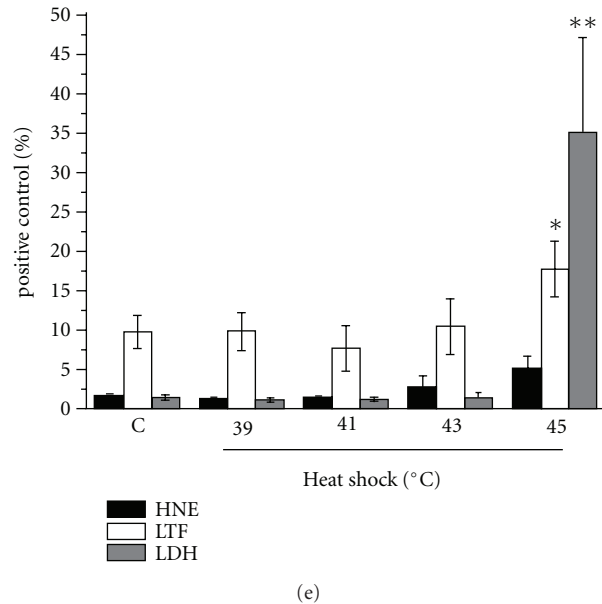 50
45
40
35
30
25
20
15
10
5
0
positive control (%)
*
**
C 39 41 43 45
Heat shock (°C)
HNE
LTF
LDH
(e)